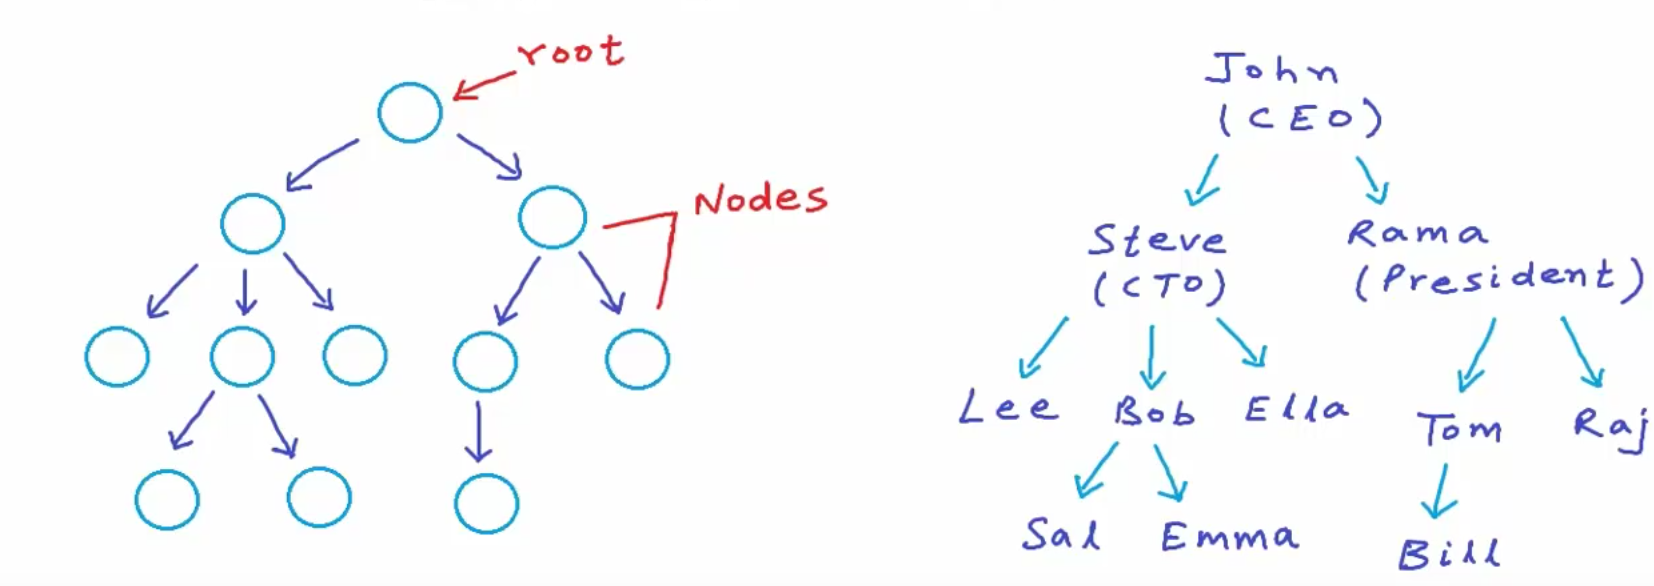 root
Nodes
John
(CEO)
Steve
(CTO)
Rama
(President)
Lee
Bob
Ella
Tom
Raj
Sal
Emma
Bill